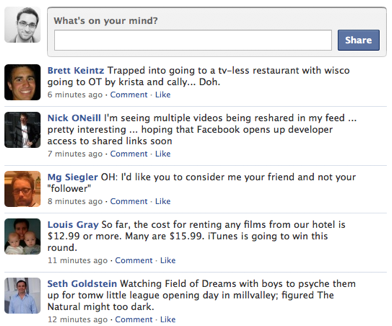 What's on your mind?
Share
Brett Keintz Trapped into going to a tv-less restaurant with wisco
going to OT by krista and cally... Doh.
6 minutes ago · Comment · Like
Nick ONeill I'm seeing multiple videos being reshared in my feed ...
pretty interesting ... hoping that Facebook opens up developer
access to shared links soon
7 minutes ago · Comment · Like
Mg Siegler OH: I'd like you to consider me your friend and not your
"follower"
8 minutes ago · Comment · Like
Louis Gray So far, the cost for renting any films from our hotel is
$12.99 or more. Many are $15.99. iTunes is going to win this
round.
11 minutes ago · Comment · Like
Seth Goldstein Watching Field of Dreams with boys to psyche them
up for tomw little league opening day in millvalley; figured The
Natural might too dark.
12 minutes ago · Comment · Like